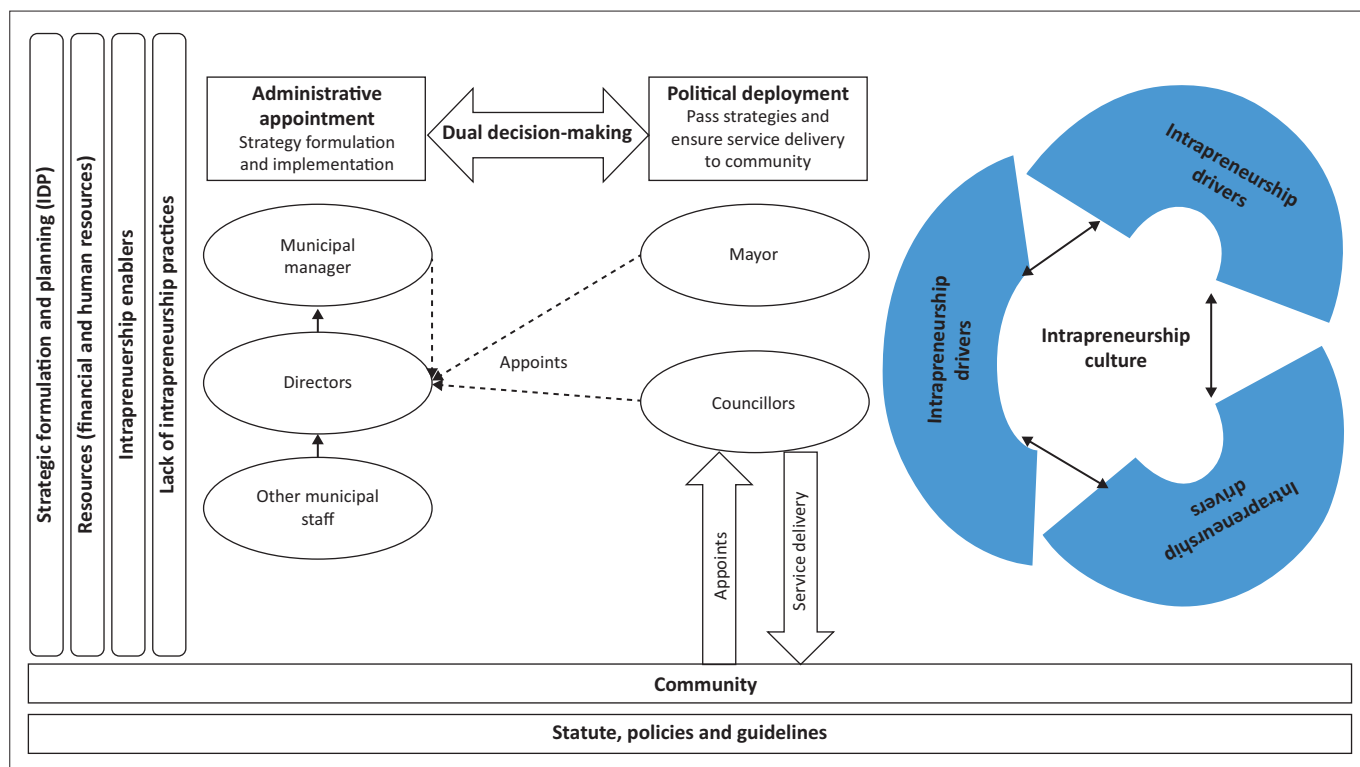 Strategic formulation and planning (IDP)
Resources (financial and human resources)
Intraprenuership enablers
Lack of intrapreneurship practices
Administrative
appointment
Strategy formulation
and implementation
Dual decision-making
Political deployment
Pass strategies and
ensure service delivery
to community
Municipal
manager
Mayor
Directors
Appoints
Councillors
Other municipal
staff
Appoints
Service delivery
Intrapreneurship
drivers
Intrapreneurship
drivers
Intrapreneurship
culture
Intrapreneurship
drivers
Community
Statute, policies and guidelines